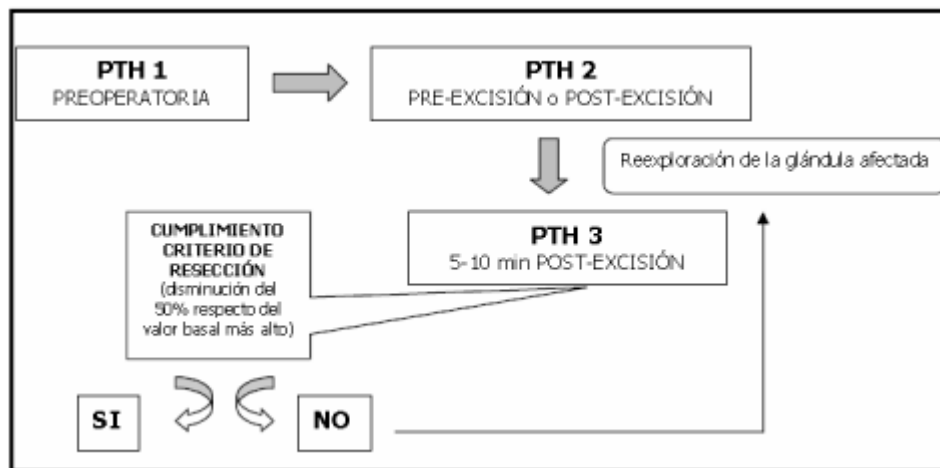 PTH 1
PREOPERATORIA
PTH 2
PRE-EXCISIÓN o POST-EXCISIÓN
Reexploración de la glándula afectada
PTH 3
5-10 min POST-EXCISIÓN
CUMPLIMIENTO
CRITERIO DE
RESECCIÓN
(disminución del
50% respecto del
valor basal más alto)
SI
NO